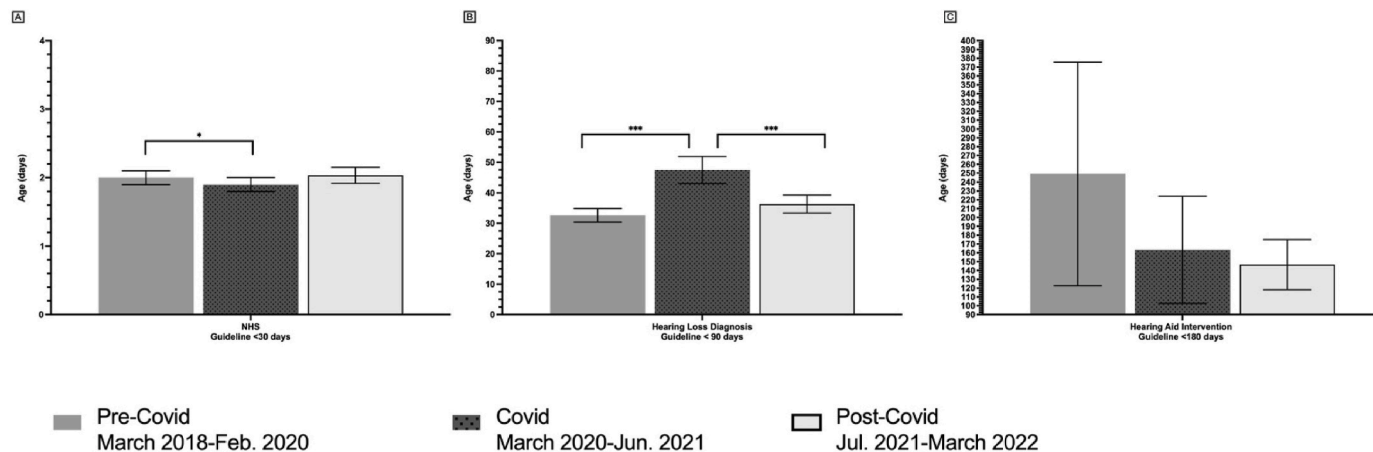 A
Age (days)
4
3
2
1
0
*
NHS
Guideline <30 days
B
Age (days)
90
80
70
60
50
40
30
20
10
0
***
***
Hearing Loss Diagnosis
Guideline < 90 days
C
Age (days)
400
390
380
370
360
350
340
330
320
310
300
290
280
270
260
250
240
230
220
210
200
190
180
170
160
150
140
130
120
110
100
90
Hearing Aid Intervention
Guideline <180 days
Pre-Covid
March 2018-Feb. 2020
Covid
March 2020-Jun. 2021
Post-Covid
Jul. 2021-March 2022